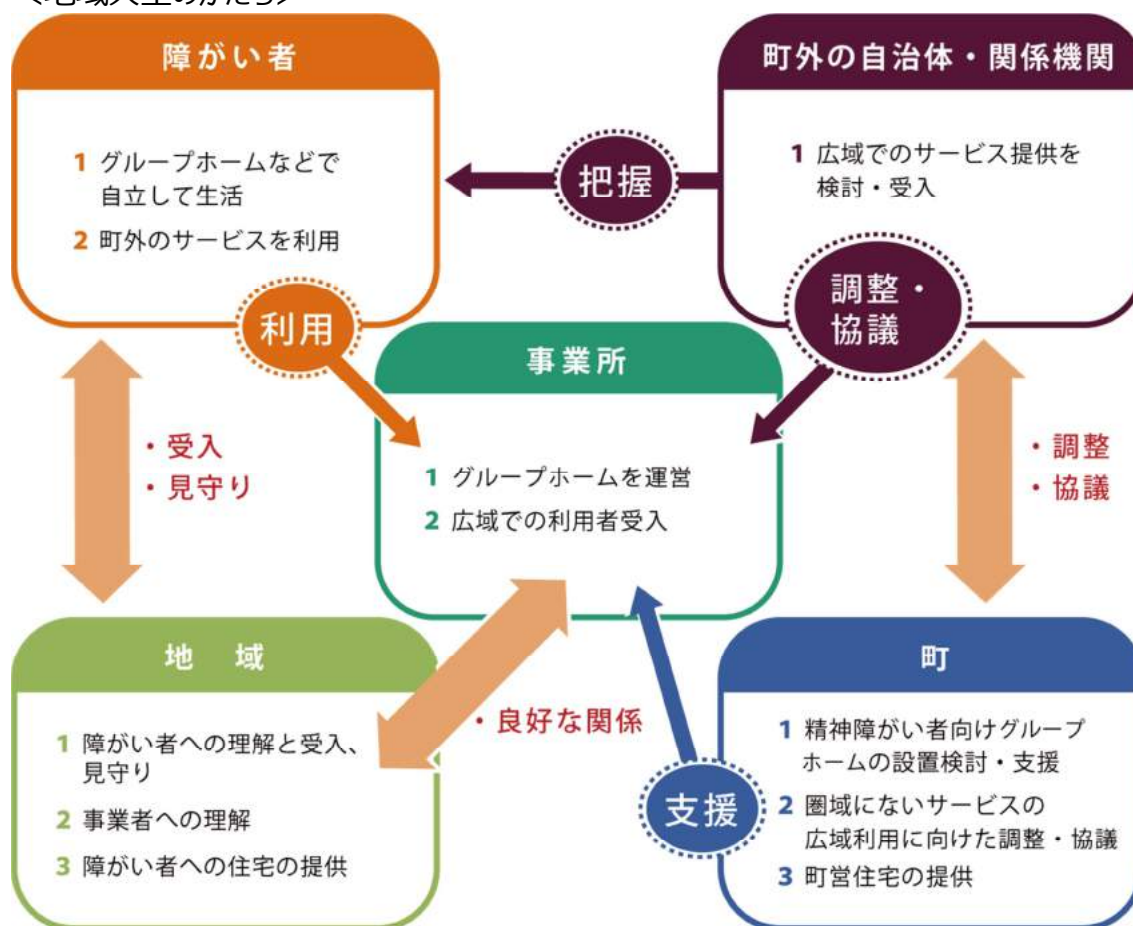 ＜地域共生のかたち＞
障がい者
1 グループホームなどで
自立して生活
2 町外のサービスを利用
町外の自治体・関係機関
1 広域でのサービス提供を
検討・受入
把握
利用
調整・
協議
事業所
1 グループホームを運営
2 広域での利用者受入
・受入
・見守り
・調整
・協議
地　域
1 障がい者への理解と受入、
見守り
2 事業者への理解
3 障がい者への住宅の提供
・良好な関係
支援
町
1 精神障がい者向けグループ
ホームの設置検討・支援
2 圏域にないサービスの
広域利用に向けた調整・協議
3 町営住宅の提供